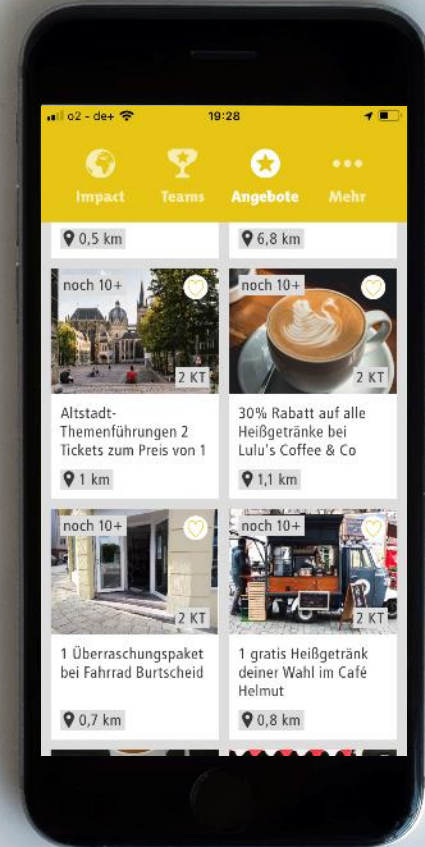 o2 - de+
19:28
Impact
Teams
Angebote
Mehr
0,5 km
6,8 km
noch 10+
2 KT
Altstadt-
Themenführungen 2
Tickets zum Preis von 1
1 km
noch 10+
2 KT
30% Rabatt auf alle
Heißgetränke bei
Lulu's Coffee & Co
1,1 km
noch 10+
2 KT
1 Überraschungspaket
bei Fahrrad Burtscheid
0,7 km
noch 10+
2 KT
1 gratis Heißgetränk
deiner Wahl im Café
Helmut
0,8 km